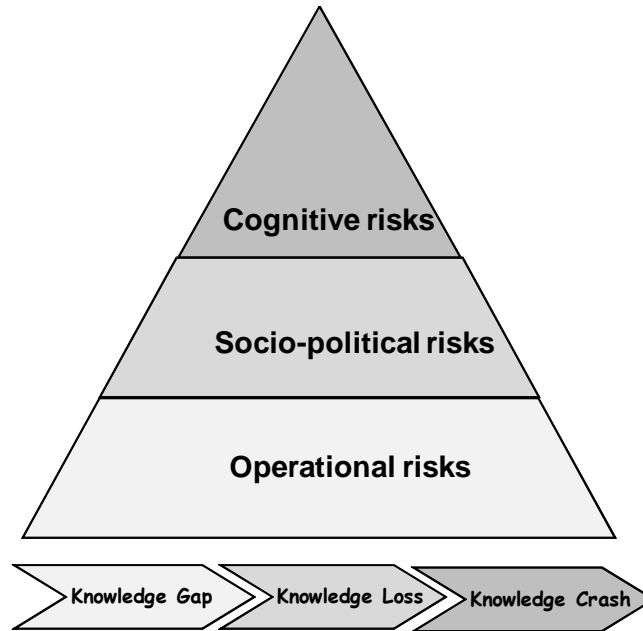 Cognitive risks
Socio-political risks
Operational risks
Knowledge Gap
Knowledge Loss
Knowledge Crash